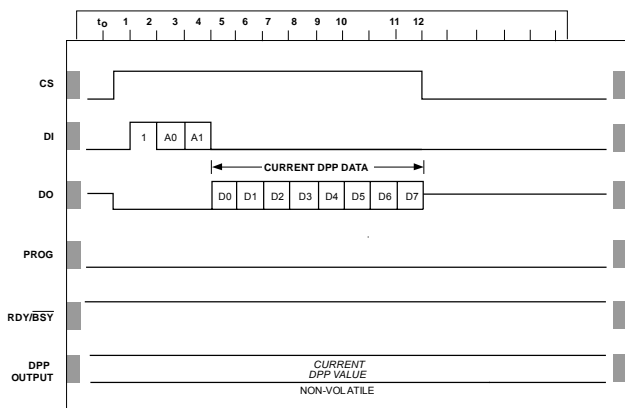 to 1 2 3 4 5 6 7 8 9 10 11 12
CS
DI 1 A0 A1
CURRENT DPP DATA
DO D0 D1 D2 D3 D4 D5 D6 D7
PROG
RDY/BSY
DPP
OUTPUT
CURRENT
DPP VALUE
NON-VOLATILE